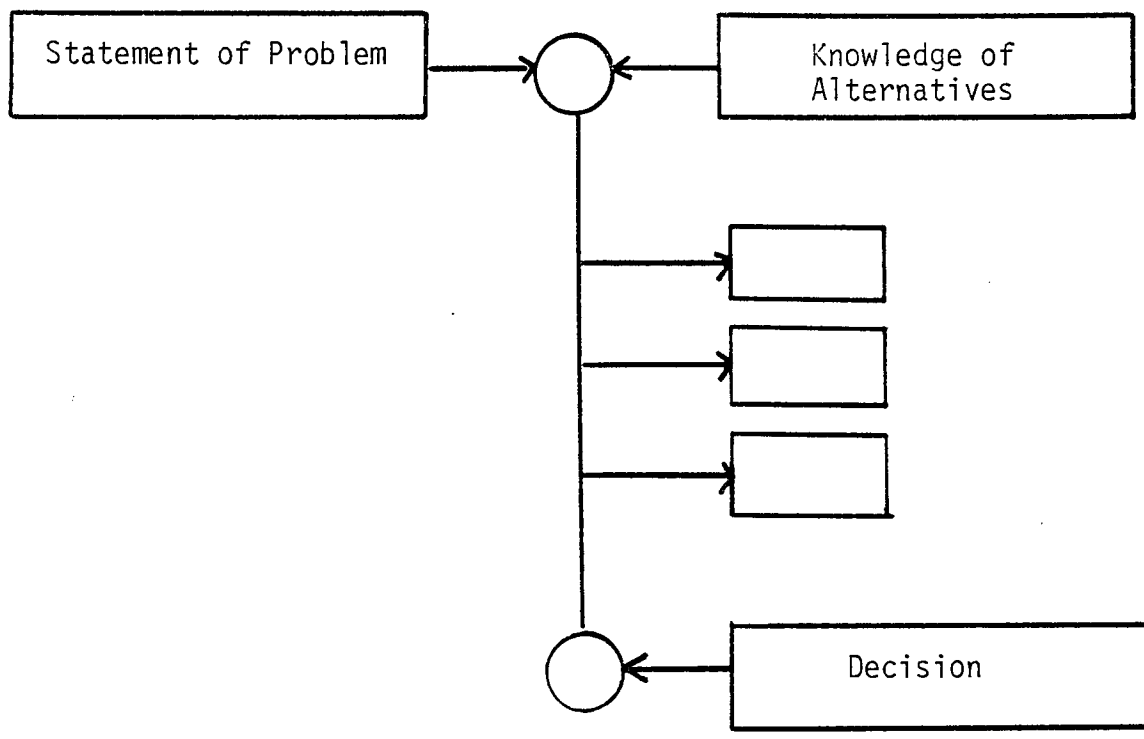 Statement of Problem
Knowledge of
Alternatives
Decision